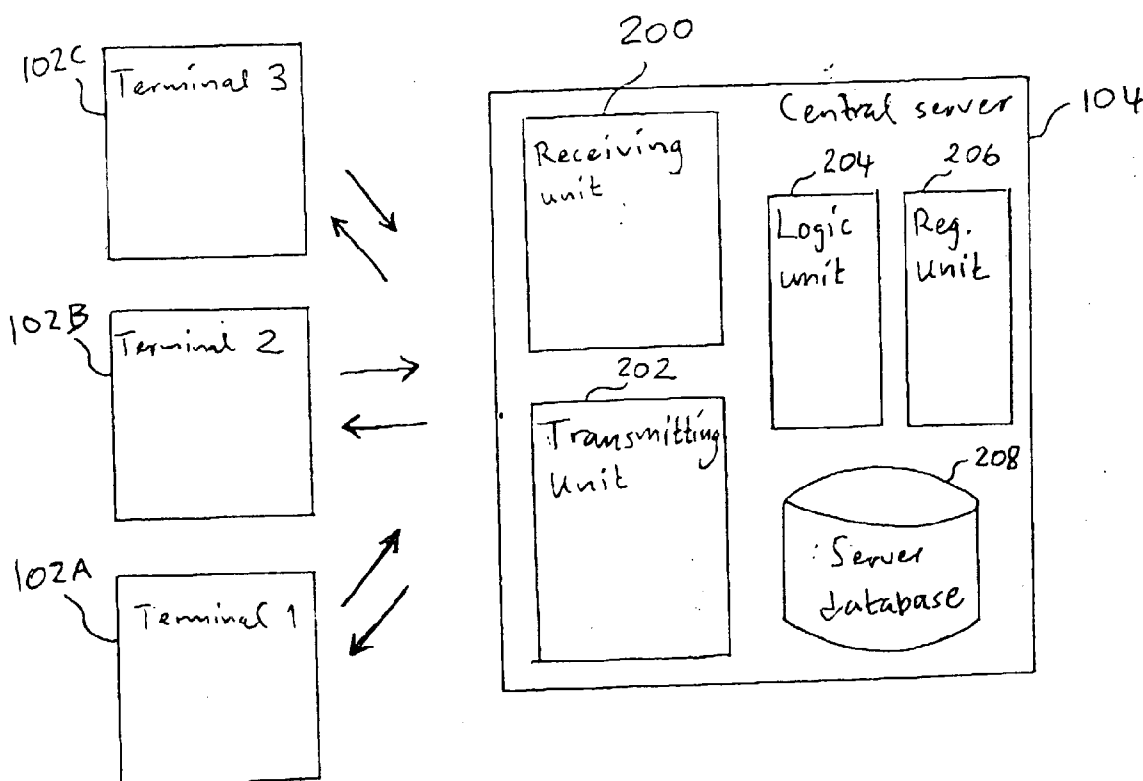 200
102C
Terminal 3
Central server
104
Receiving
unit
204
206
Logic
unit
Reg.
Unit
102B
Terminal 2
202
Transmitting
Unit
208
Server
database
102A
Terminal 1